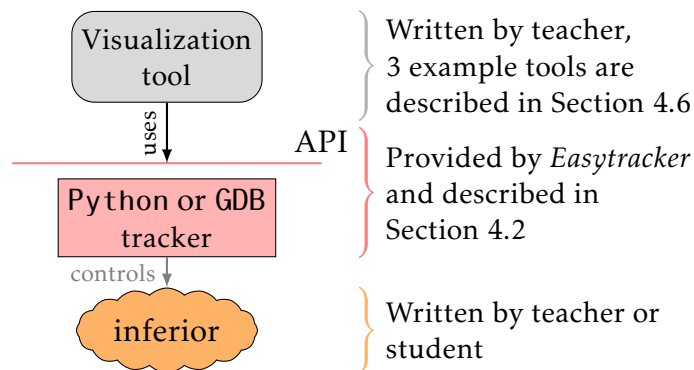 Visualization
tool
Written by teacher,
3 example tools are
described in Section 4.6
uses
API
Provided by Easytracker
and described in
Section 4.2
Python or GDB
tracker
controls
inferior
Written by teacher or
student